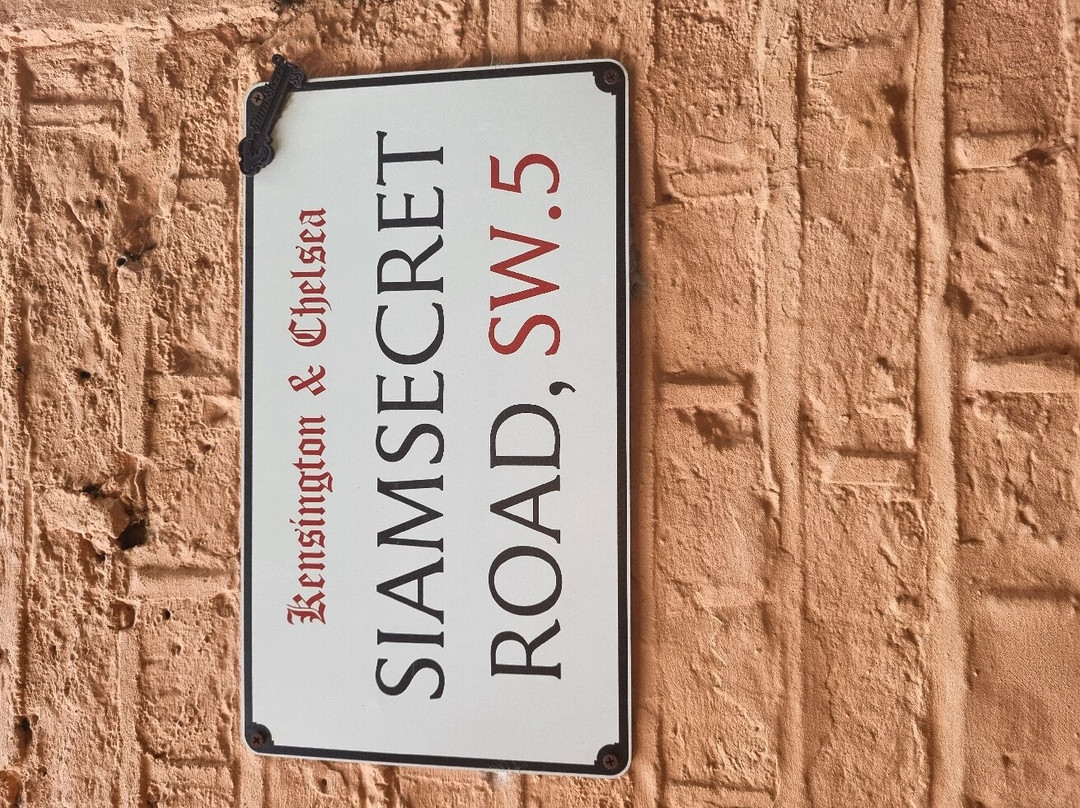 Kensington & Chelsea
SIAMSECRET
ROAD, SW.5